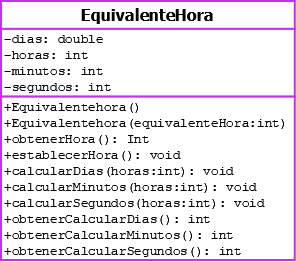 EquivalenteHora
-dias: double
-horas: int
-minutos: int
-segundos: int
+Equivalentehora()
+Equivalentehora(equivalenteHora:int)
+obtenerHora(): Int
+establecerHora(): void
+calcularDias(horas:int): void
+calcularMinutos(horas:int): void
+calcularSegundos(horas:int): void
+obtenerCalcularDias(): int
+obtenerCalcularMinutos(): int
+obtenerCalcularSegundos(): int